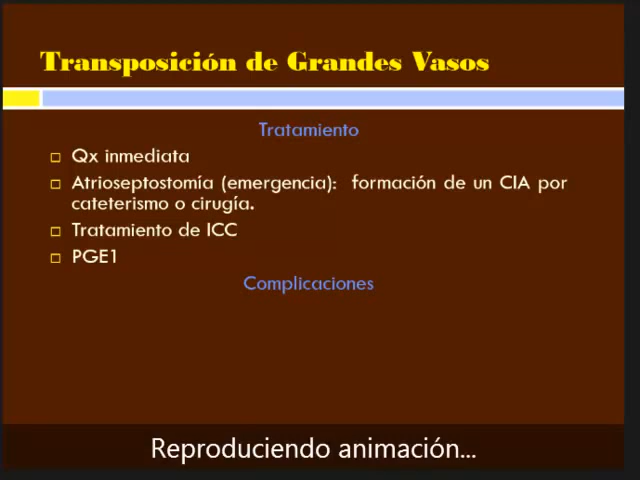 Transposición de Grandes Vasos
Tratamiento
Qx inmediata
Atrioseptostomía (emergencia): formación de un CIA por
cateterismo o cirugía.
Tratamiento de ICC
PGE1
Complicaciones
Reproduciendo animación...